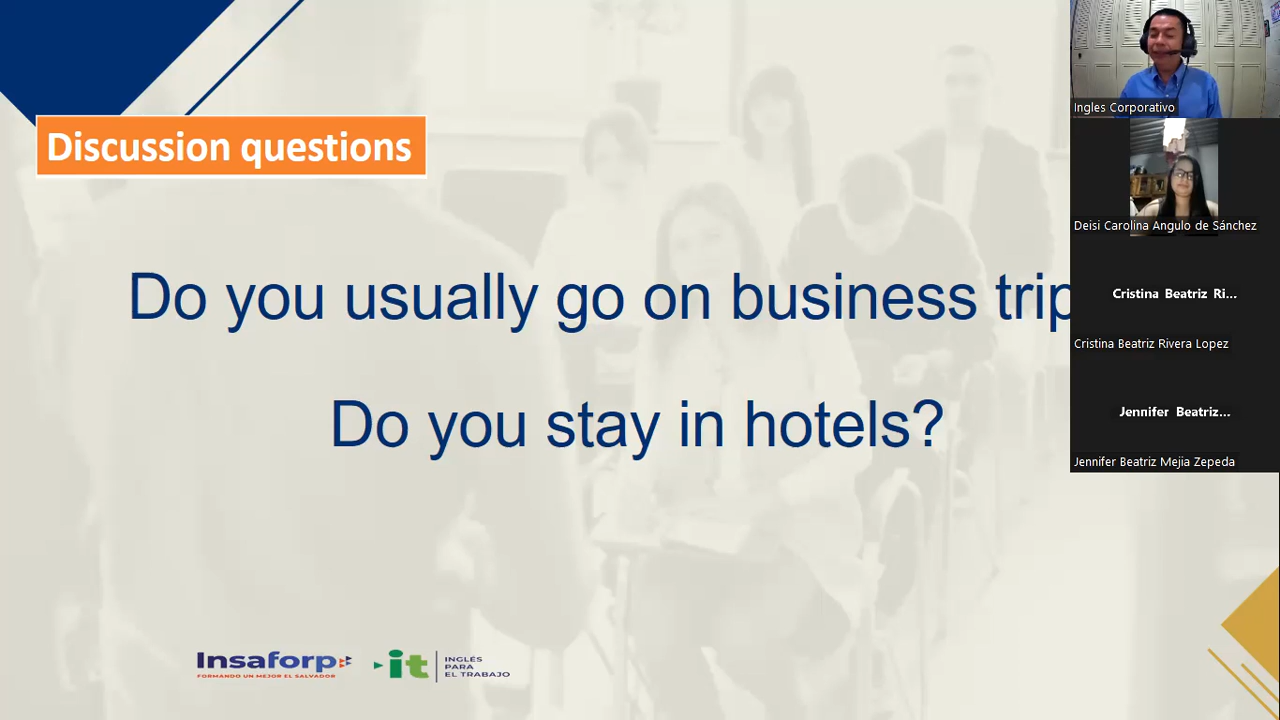 Discussion questions
Do you usually go on business trip
Do you stay in hotels?
Insaforp
FORMANDO UN MEJOR EL SALVADOR
it
INGLÉS
PARA
EL TRABAJO
Ingles Corporativo
Deisi Carolina Angulo de Sánchez
Cristina Beatriz Ri...
Cristina Beatriz Rivera Lopez
Jennifer Beatriz...
Jennifer Beatriz Mejia Zepeda